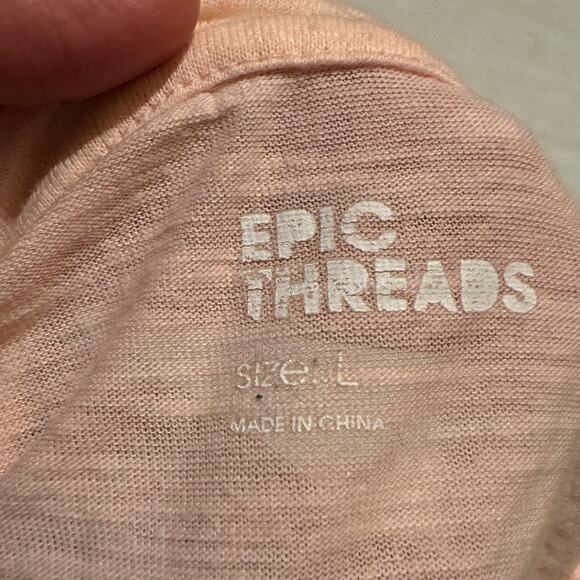 EPIC
THREADS
SIZE: L
MADE IN CHINA